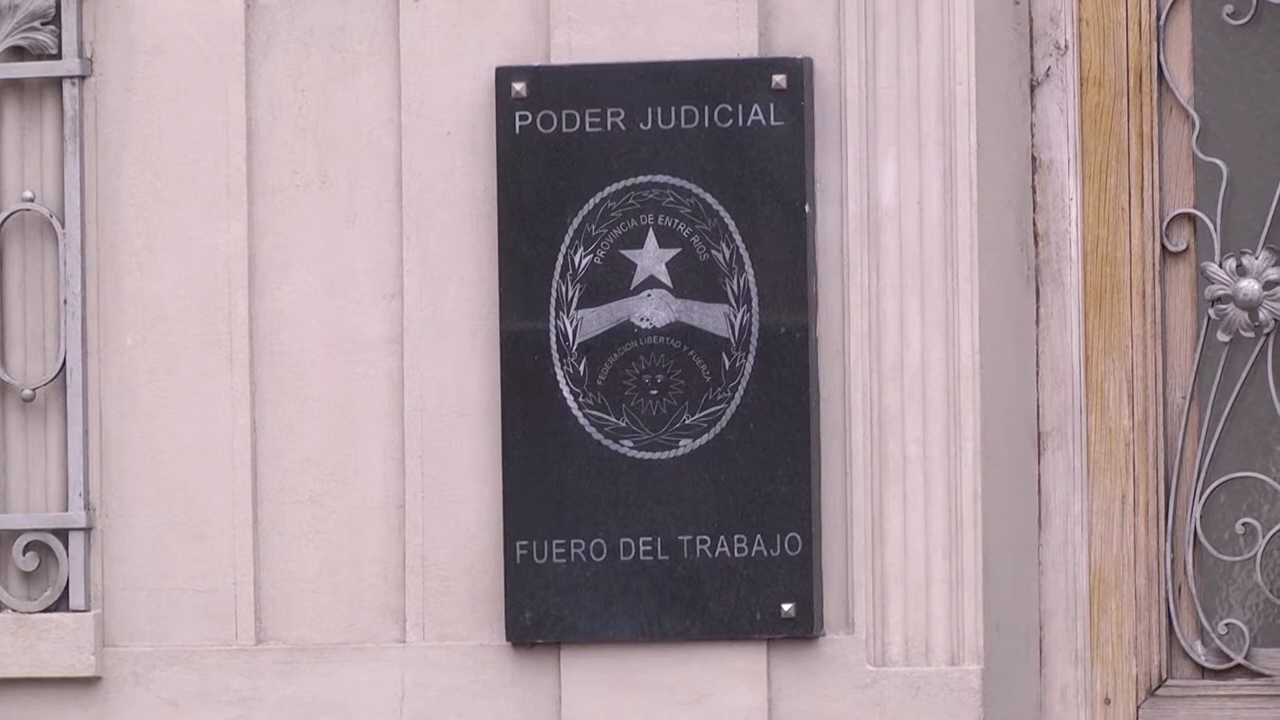 PODER JUDICIAL
PROVINCIA DE ENTRE RIOS
FEDERACION LIBERTAD Y FUERZA
FUERO DEL TRABAJO